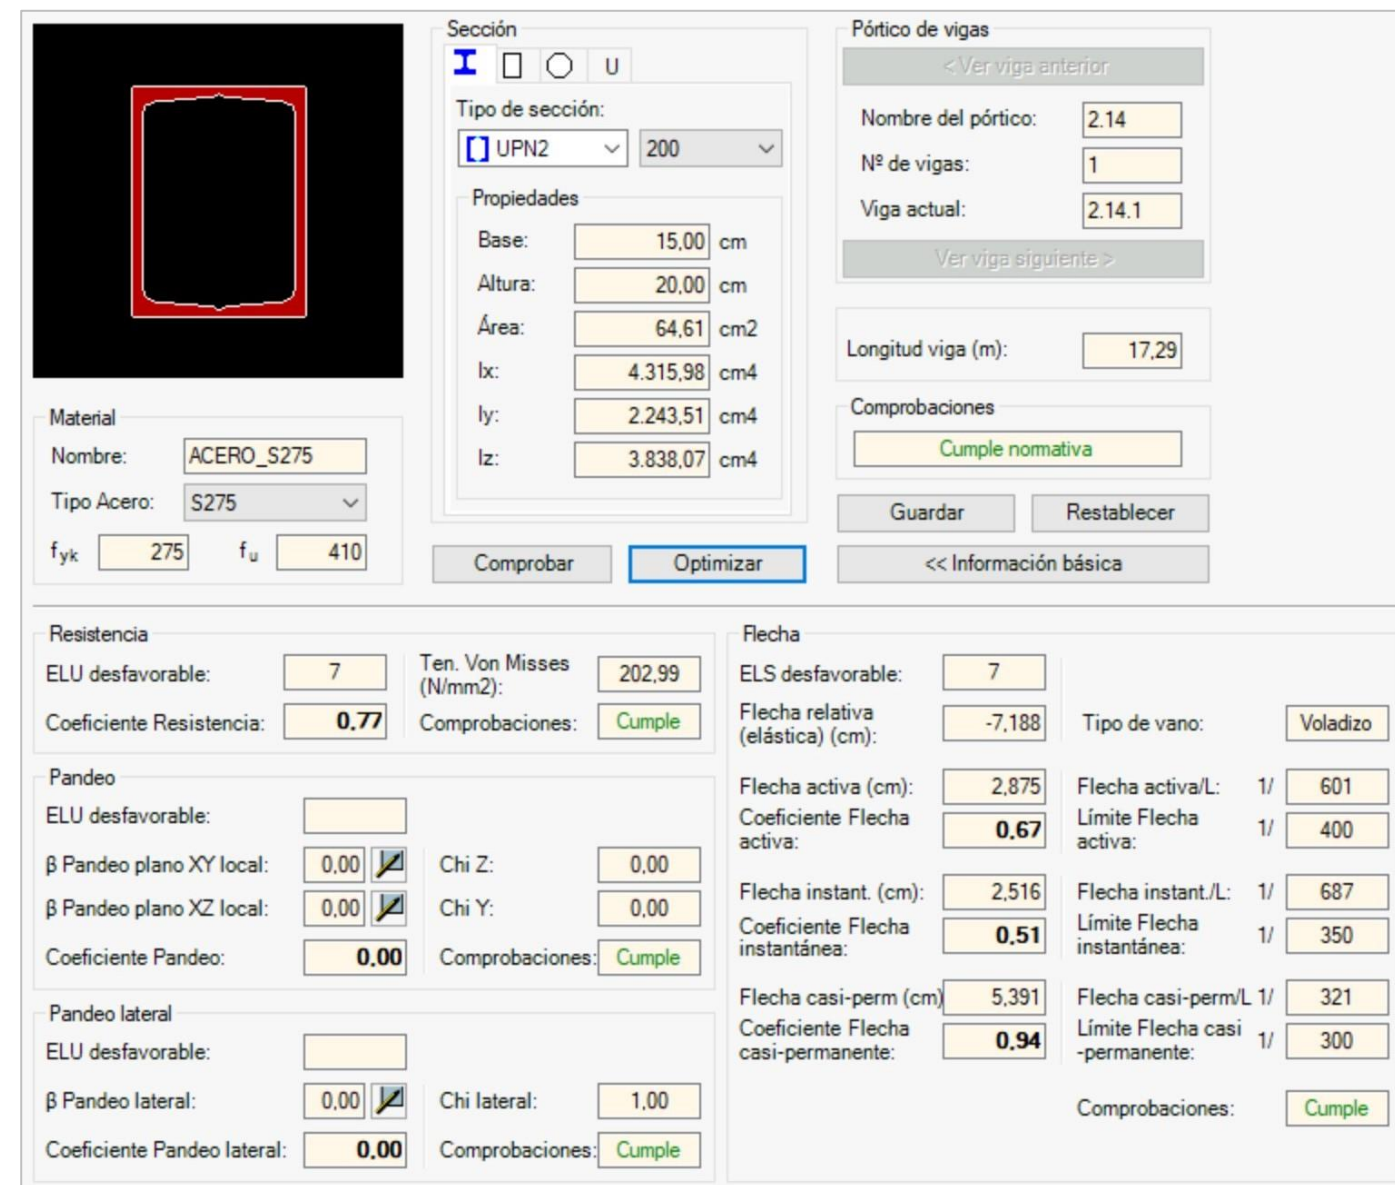 Sección
U
Tipo de sección:
UPN2 200
Propiedades
Base: 15,00 cm
Altura: 20,00 cm
Área: 64,61 cm2
Ix: 4.315,98 cm4
Iy: 2.243,51 cm4
Iz: 3.838,07 cm4
Pórtico de vigas
< Ver viga anterior
Nombre del pórtico: 2.14
Nº de vigas: 1
Viga actual: 2.14.1
Ver viga siguiente >
Longitud viga (m): 17,29
Comprobaciones
Cumple normativa
Material
Nombre: ACERO_S275
Tipo Acero: S275
fyk 275 fu 410
Comprobar Optimizar
Guardar Restablecer
<< Información básica
Resistencia
ELU desfavorable: 7 Ten. Von Misses (N/mm2): 202,99
Coeficiente Resistencia: 0,77 Comprobaciones: Cumple
Pandeo
ELU desfavorable:
β Pandeo plano XY local: 0,00 Chi Z: 0,00
β Pandeo plano XZ local: 0,00 Chi Y: 0,00
Coeficiente Pandeo: 0,00 Comprobaciones: Cumple
Pandeo lateral
ELU desfavorable:
β Pandeo lateral: 0,00 Chi lateral: 1,00
Coeficiente Pandeo lateral: 0,00 Comprobaciones: Cumple
Flecha
ELS desfavorable: 7
Flecha relativa (elástica) (cm): -7,188 Tipo de vano: Voladizo
Flecha activa (cm): 2,875 Flecha activa/L: 1/ 601
Coeficiente Flecha activa: 0,67 Límite Flecha activa: 1/ 400
Flecha instant. (cm): 2,516 Flecha instant./L: 1/ 687
Coeficiente Flecha instantánea: 0,51 Límite Flecha instantánea: 1/ 350
Flecha casi-perm (cm) 5,391 Flecha casi-perm/L 1/ 321
Coeficiente Flecha casi-permanente: 0,94 Límite Flecha casi -permanente: 1/ 300
Comprobaciones: Cumple